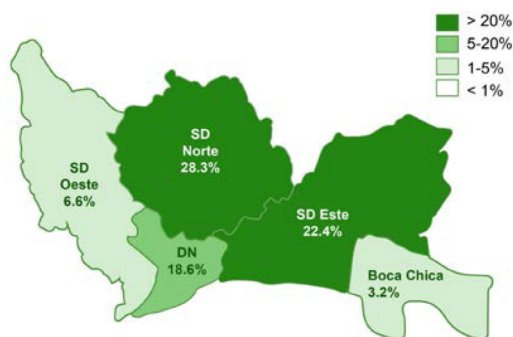 > 20%
5-20%
1-5%
< 1%
SD
Norte
28.3%
SD
Oeste
6.6%
SD Este
22.4%
DN
18.6%
Boca Chica
3.2%